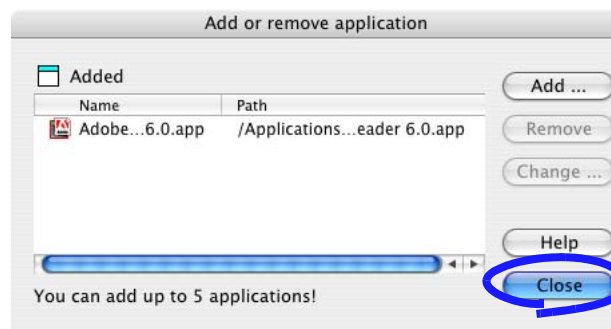 Add or remove application
Added
Name Path
Adobe...6.0.app /Applications...eader 6.0.app
You can add up to 5 applications!
Add ...
Remove
Change ...
Help
Close